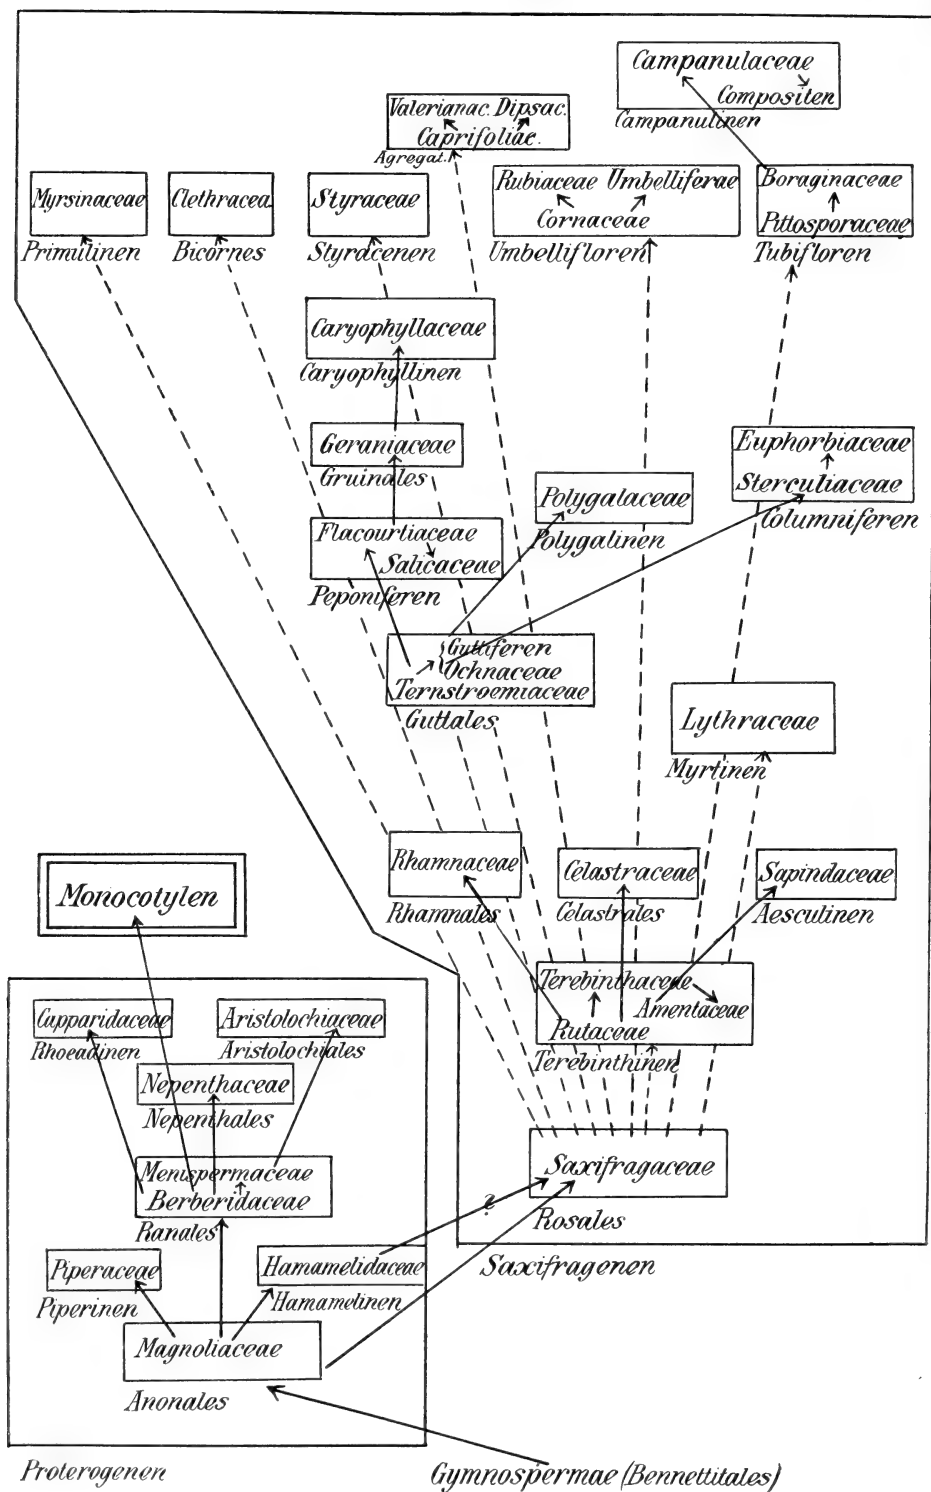 Campanulaceae
Compositen
Campanulinen
Valerianac. Dipsac.
Caprifoliae.
Agregat.
Myrsinaceae
Primulinen
Clethracea.
Bicornes
Styraceae
Styracenen
Rubiaceae Umbelliferae
Cornaceae
Umbellifloren
Boraginaceae
Pittosporaceae
Tubifloren
Caryophyllaceae
Caryophyllinen
Geraniaceae
Gruinales
Euphorbiaceae
Sterculiaceae
Columniferen
Polygalaceae
Polygalinen
Flacourtiaceae
Salicaceae
Peponiferen
Guttiferen
Ochnaceae
Ternstroemiaceae
Guttales
Lythraceae
Myrtinen
Rhamnaceae
Rhamnales
Celastraceae
Celastrales
Sapindaceae
Aesculinen
Monocotylen
Terebinthaceae
Amentaceae
Rutaceae
Terebinthinen
Capparidaceae
Rhoeadinen
Aristolochiaceae
Aristolochiales
Nepenthaceae
Nepenthales
Menispermaceae
Berberidaceae
Ranales
Saxifragaceae
Rosales
?
Saxifragenen
Piperaceae
Piperinen
Hamamelidaceae
Hamamelinen
Magnoliaceae
Anonales
Proterogenen
Gymnospermae (Bennettitales)